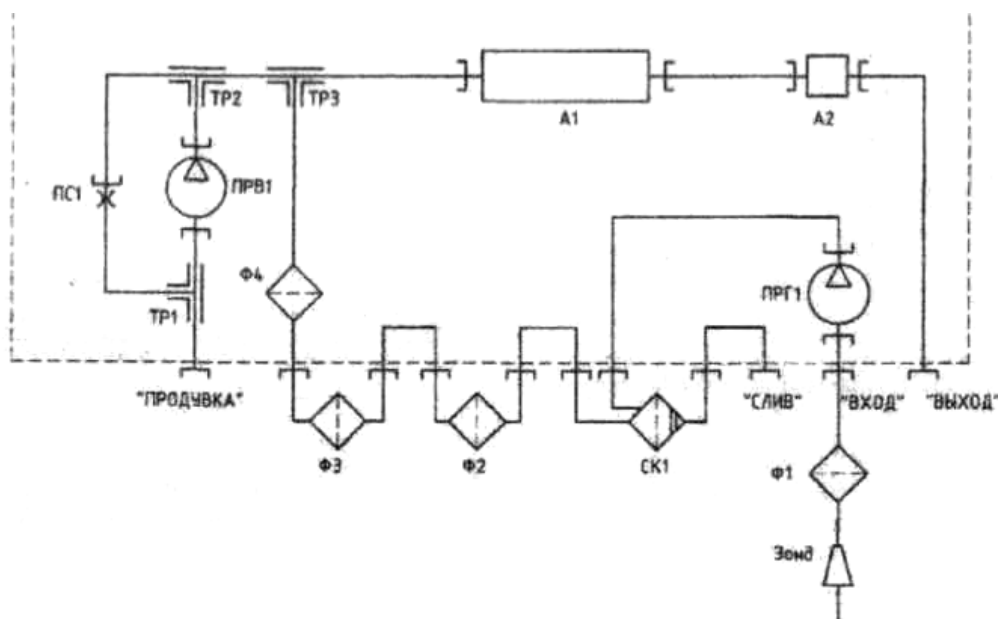 ТР2
ТР3
А1
А2
ПС1
ПРВ1
Ф4
ПРГ1
ТР1
"ПРОДУВКА"
"СЛИВ"
"ВХОД"
"ВЫХОД"
Ф3
Ф2
СК1
Ф1
Зонд